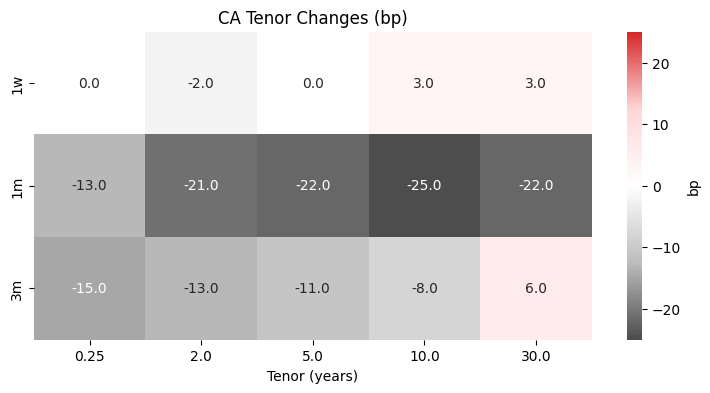 CA Tenor Changes (bp)
1w
0.0 -2.0 0.0 3.0 3.0
1m
-13.0 -21.0 -22.0 -25.0 -22.0
3m
-15.0 -13.0 -11.0 -8.0 6.0
0.25 2.0 5.0 10.0 30.0
Tenor (years)
20
10
0
−10
−20
bp